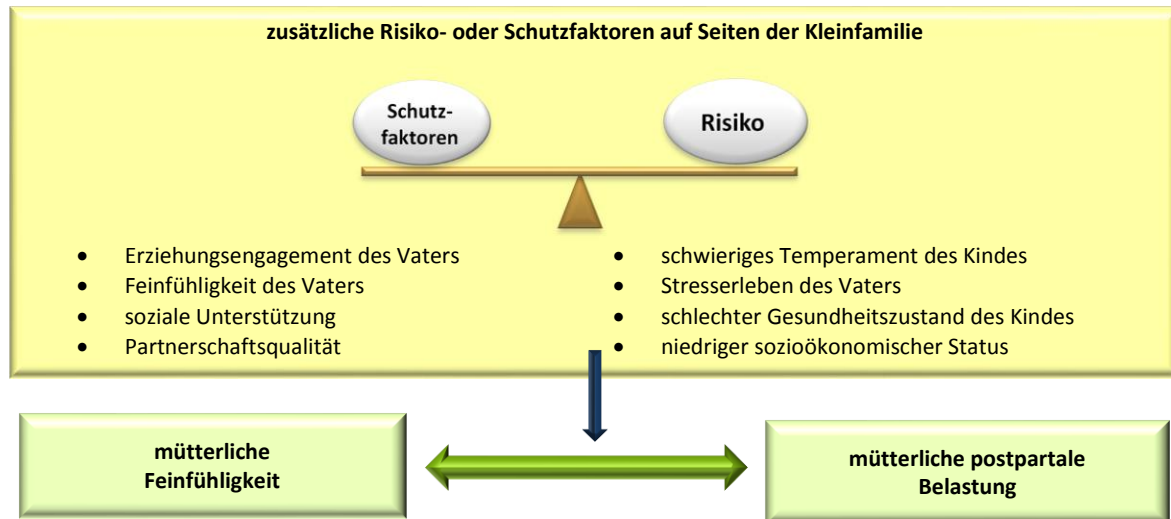 zusätzliche Risiko- oder Schutzfaktoren auf Seiten der Kleinfamilie
Schutz-
faktoren
Risiko
• Erziehungsengagement des Vaters
• Feinfühligkeit des Vaters
• soziale Unterstützung
• Partnerschaftsqualität
• schwieriges Temperament des Kindes
• Stresserleben des Vaters
• schlechter Gesundheitszustand des Kindes
• niedriger sozioökonomischer Status
mütterliche
Feinfühligkeit
mütterliche postpartale
Belastung